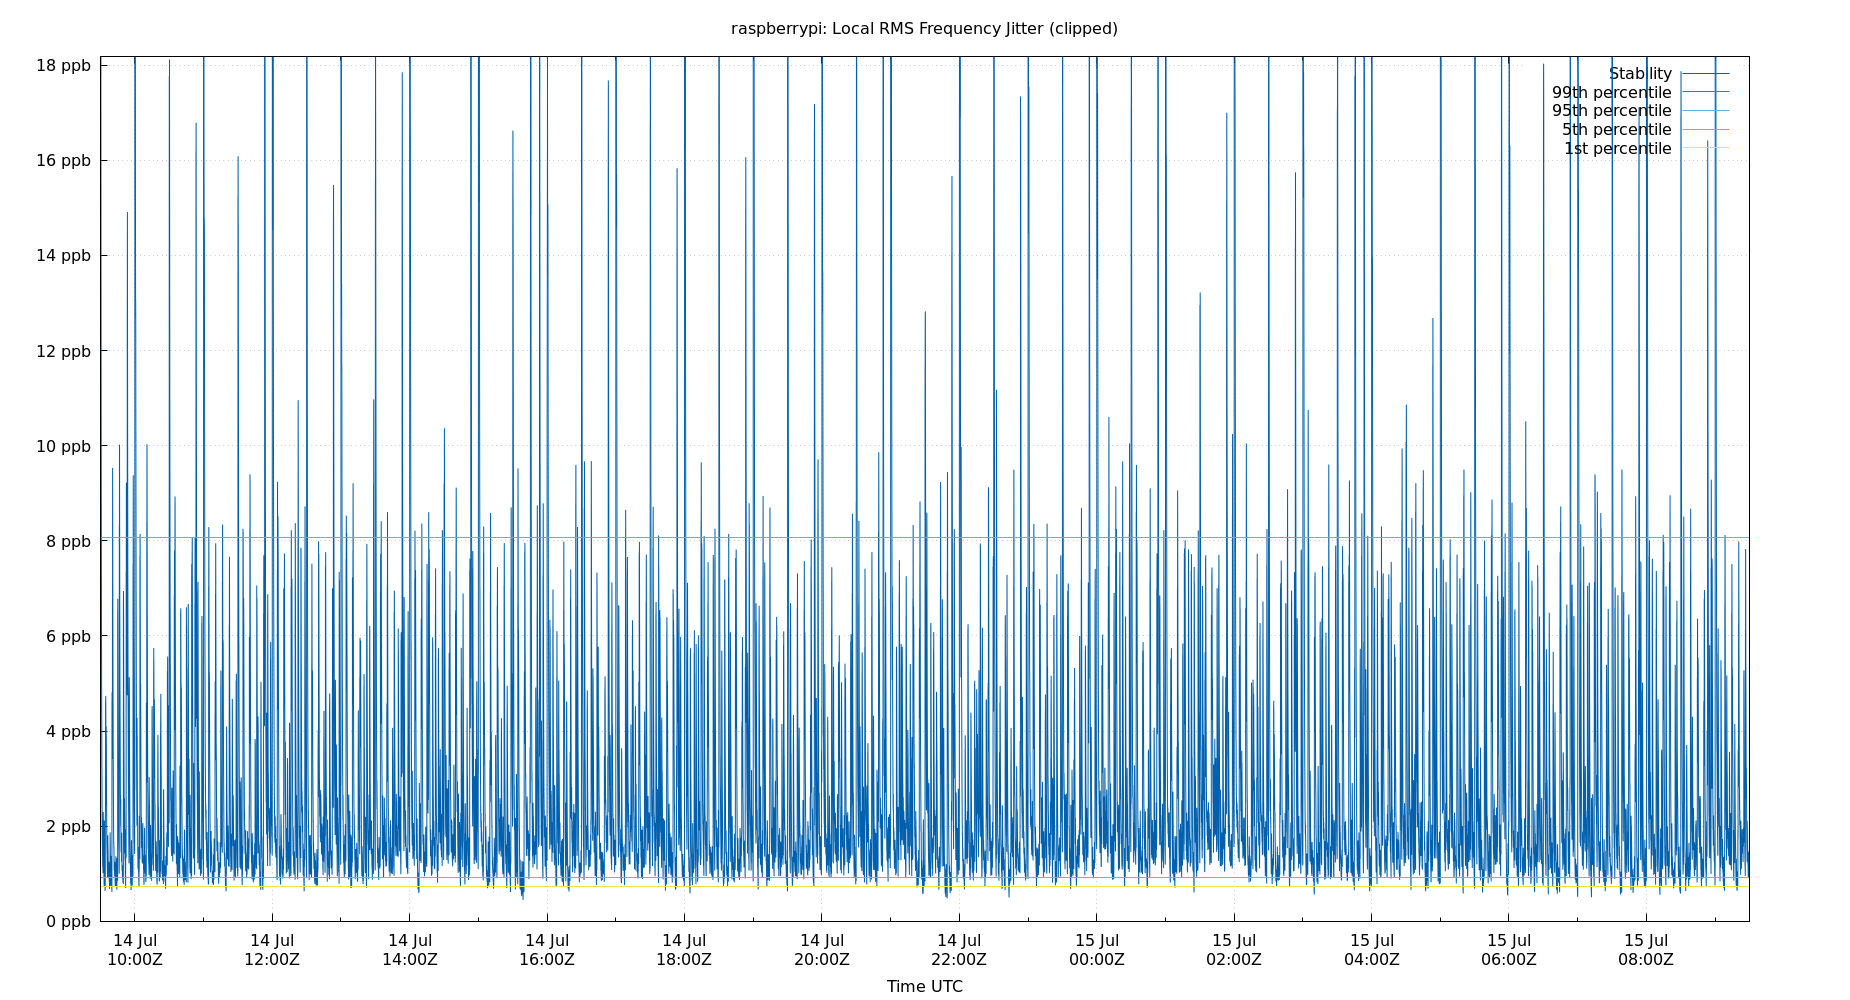 raspberrypi: Local RMS Frequency Jitter (clipped)
18 ppb
16 ppb
14 ppb
12 ppb
10 ppb
8 ppb
6 ppb
4 ppb
2 ppb
0 ppb
Stability
99th percentile
95th percentile
5th percentile
1st percentile
14 Jul
10:00Z
14 Jul
12:00Z
14 Jul
14:00Z
14 Jul
16:00Z
14 Jul
18:00Z
14 Jul
20:00Z
14 Jul
22:00Z
15 Jul
00:00Z
15 Jul
02:00Z
15 Jul
04:00Z
15 Jul
06:00Z
15 Jul
08:00Z
Time UTC